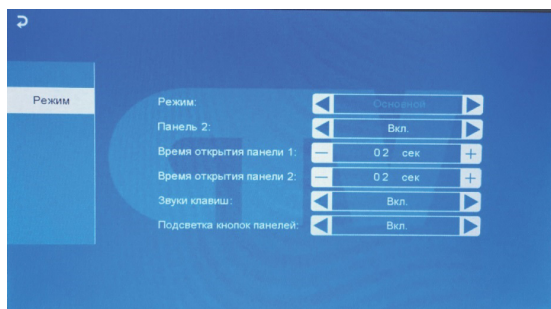 Режим
Режим: Основной
Панель 2: Вкл.
Время открытия панели 1: — 02 сек +
Время открытия панели 2: — 02 сек +
Звуки клавиш: Вкл.
Подсветка кнопок панелей: Вкл.